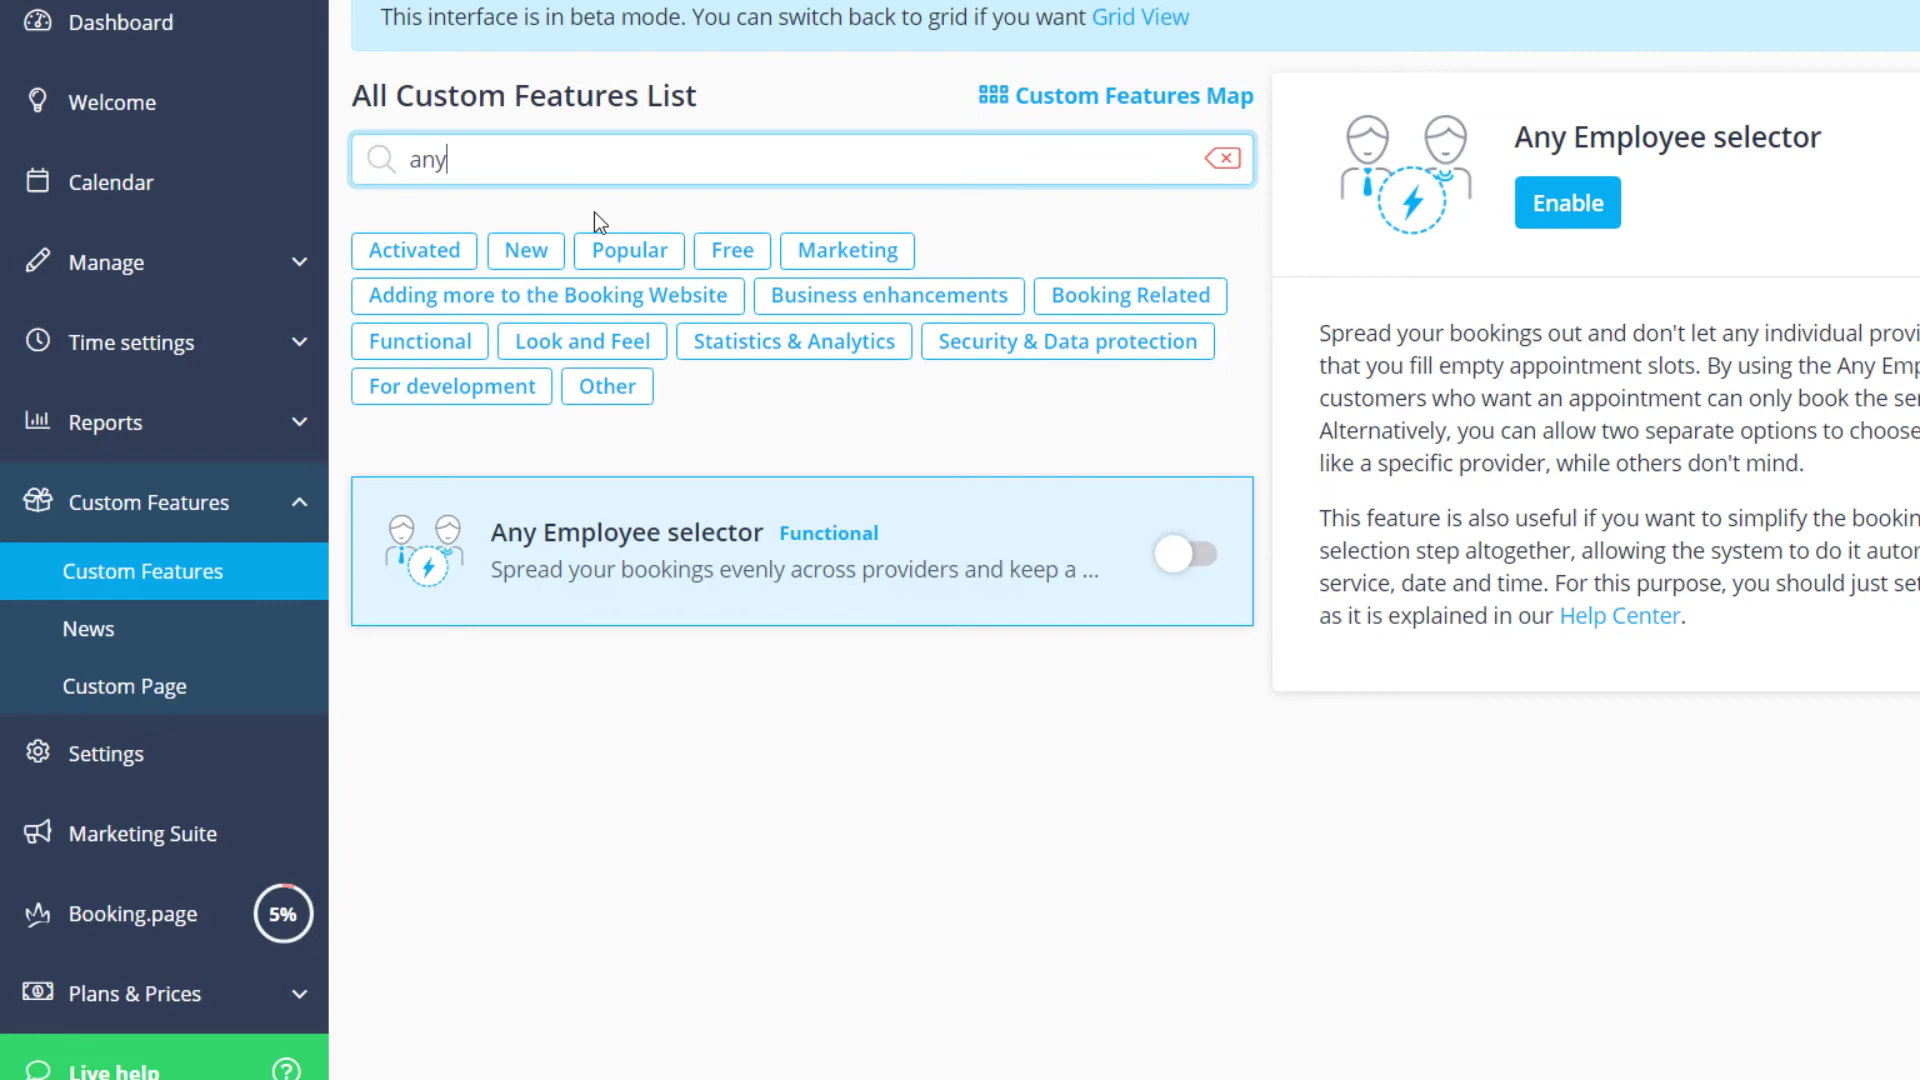 Dashboard
Welcome
Calendar
Manage
Time settings
Reports
Custom Features
Custom Features
News
Custom Page
Settings
Marketing Suite
Booking.page 5%
Plans & Prices
Live help ?
This interface is in beta mode. You can switch back to grid if you want Grid View
All Custom Features List
Custom Features Map
any
Activated New Popular Free Marketing
Adding more to the Booking Website Business enhancements Booking Related
Functional Look and Feel Statistics & Analytics Security & Data protection
For development Other
Any Employee selector Functional
Spread your bookings evenly across providers and keep a ...
Any Employee selector
Enable
Spread your bookings out and don't let any individual provi
that you fill empty appointment slots. By using the Any Emp
customers who want an appointment can only book the ser
Alternatively, you can allow two separate options to choose
like a specific provider, while others don't mind.
This feature is also useful if you want to simplify the bookin
selection step altogether, allowing the system to do it autor
service, date and time. For this purpose, you should just set
as it is explained in our Help Center.